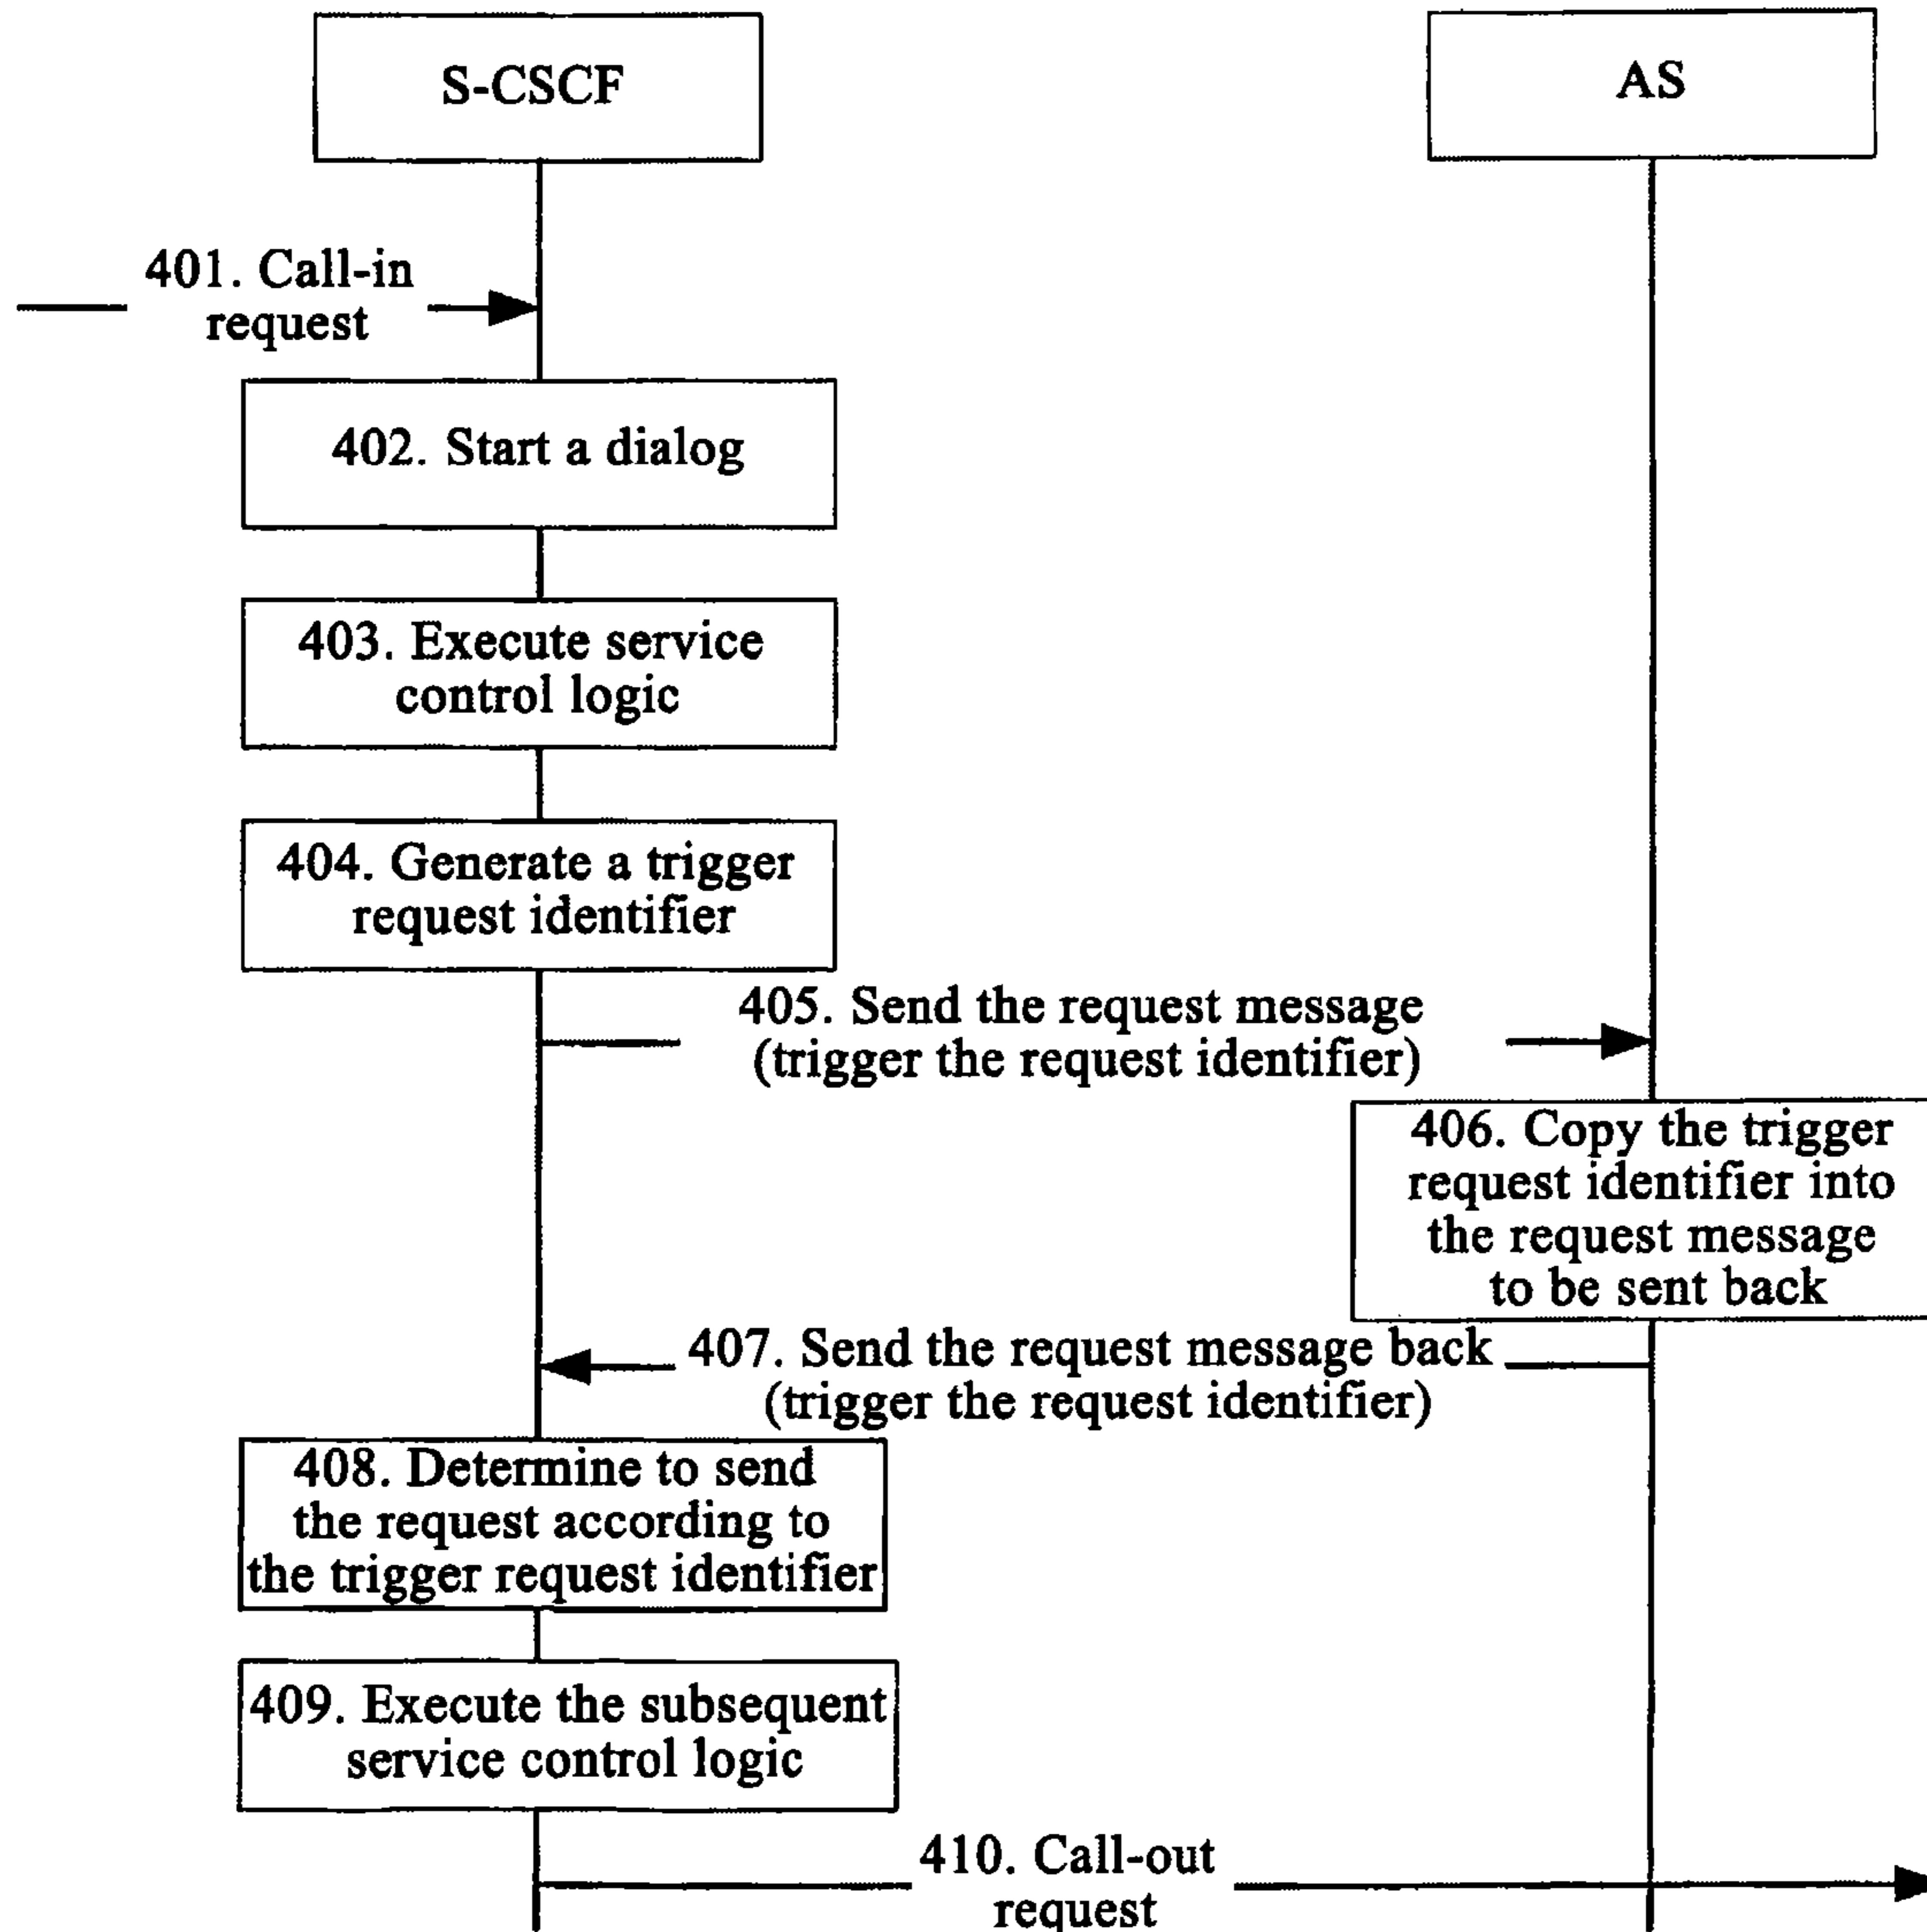 S-CSCF
AS
401. Call-in
request
402. Start a dialog
403. Execute service
control logic
404. Generate a trigger
request identifier
405. Send the request message
(trigger the request identifier)
406. Copy the trigger
request identifier into
the request message
to be sent back
407. Send the request message back
(trigger the request identifier)
408. Determine to send
the request according to
the trigger request identifier
409. Execute the subsequent
service control logic
410. Call-out
request